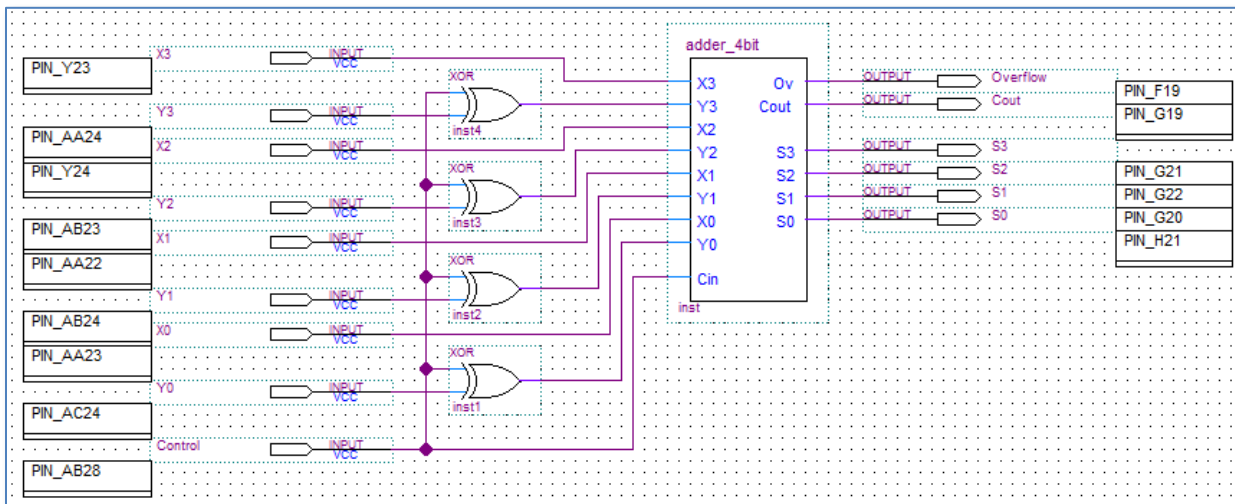 adder_4bit
X3 INPUT
VCC
PIN_Y23
XOR
inst4
Y3 INPUT
VCC
PIN_AA24
X2 INPUT
VCC
PIN_Y24
XOR
inst3
Y2 INPUT
VCC
PIN_AB23
X1 INPUT
VCC
PIN_AA22
XOR
inst2
Y1 INPUT
VCC
PIN_AB24
X0 INPUT
VCC
PIN_AA23
XOR
inst1
Y0 INPUT
VCC
PIN_AC24
Control INPUT
VCC
PIN_AB28
X3 Ov
Y3 Cout
X2
Y2 S3
X1 S2
Y1 S1
X0 S0
Y0
Cin
inst
OUTPUT Overflow
PIN_F19
OUTPUT Cout
PIN_G19
OUTPUT S3
OUTPUT S2
PIN_G21
OUTPUT S1
PIN_G22
OUTPUT S0
PIN_G20
PIN_H21